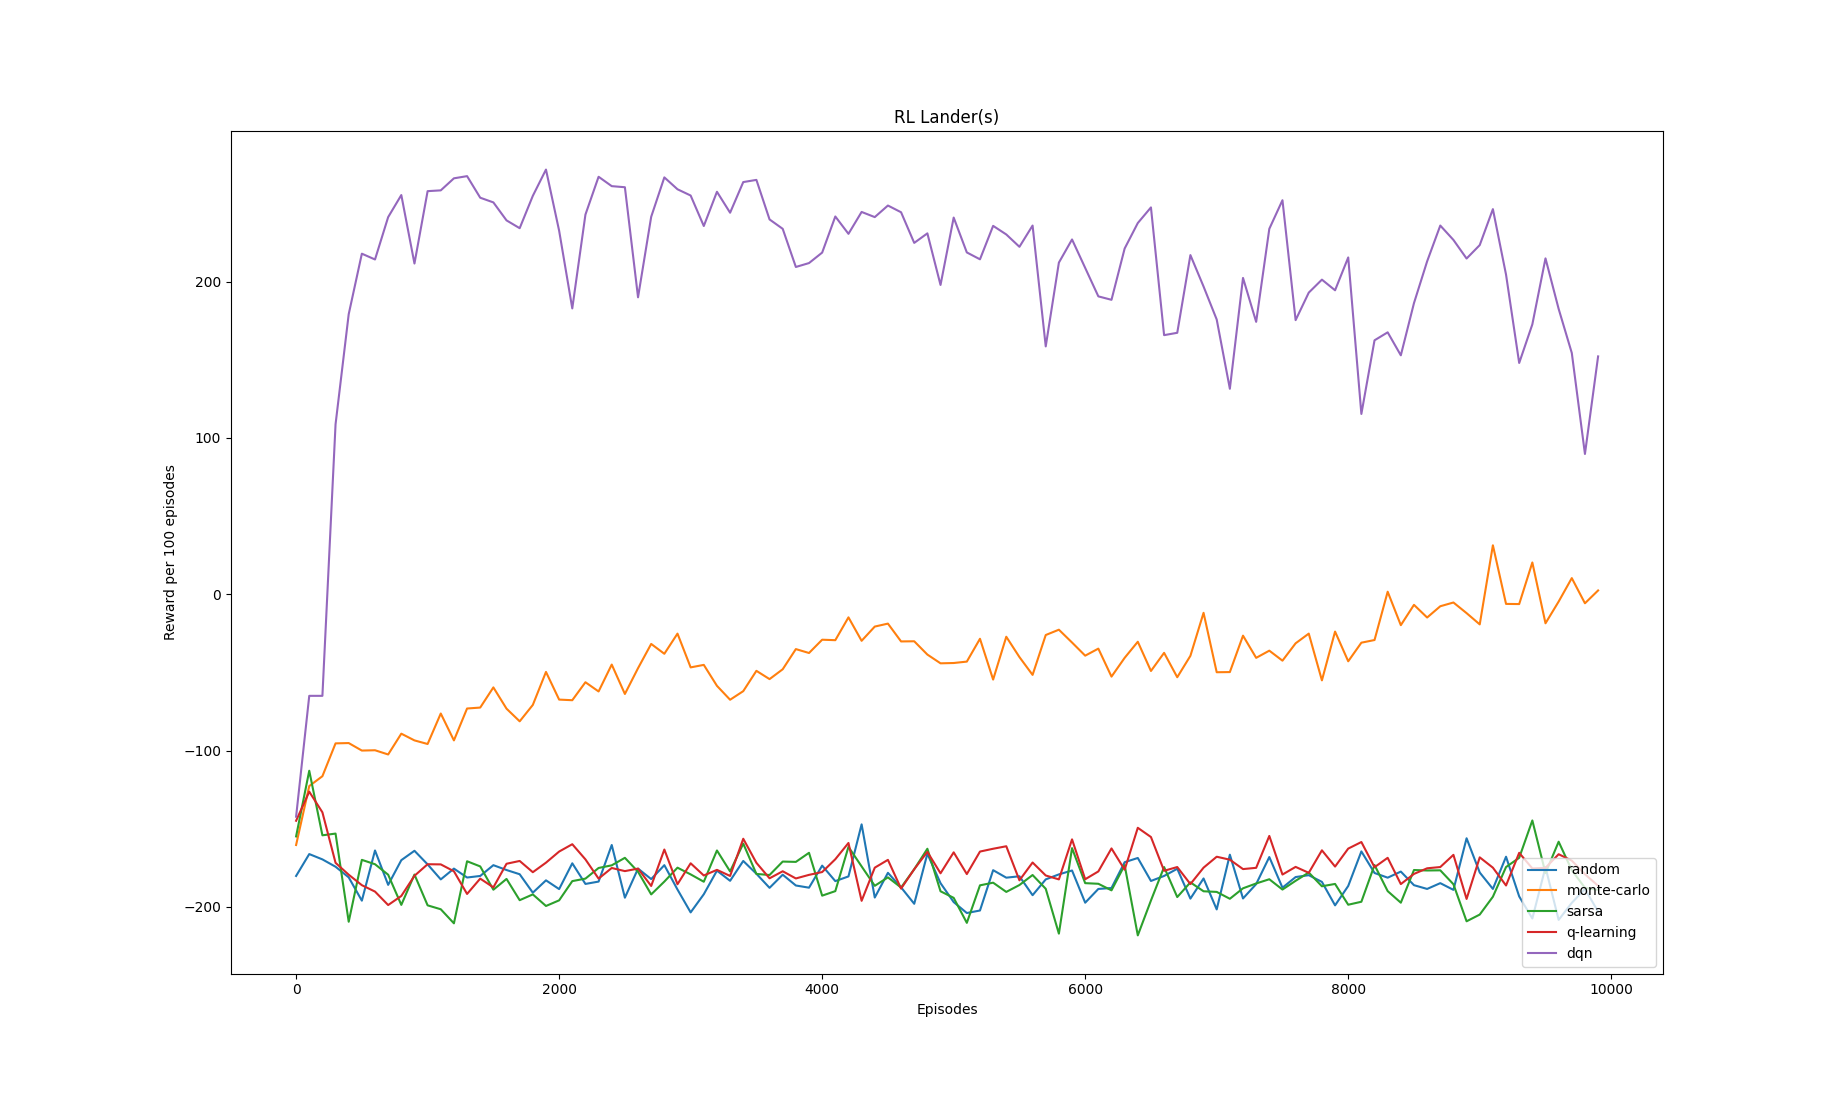 RL Lander(s)
Reward per 100 episodes
200
100
0
−100
−200
0
2000
4000
6000
8000
10000
Episodes
random
monte-carlo
sarsa
q-learning
dqn